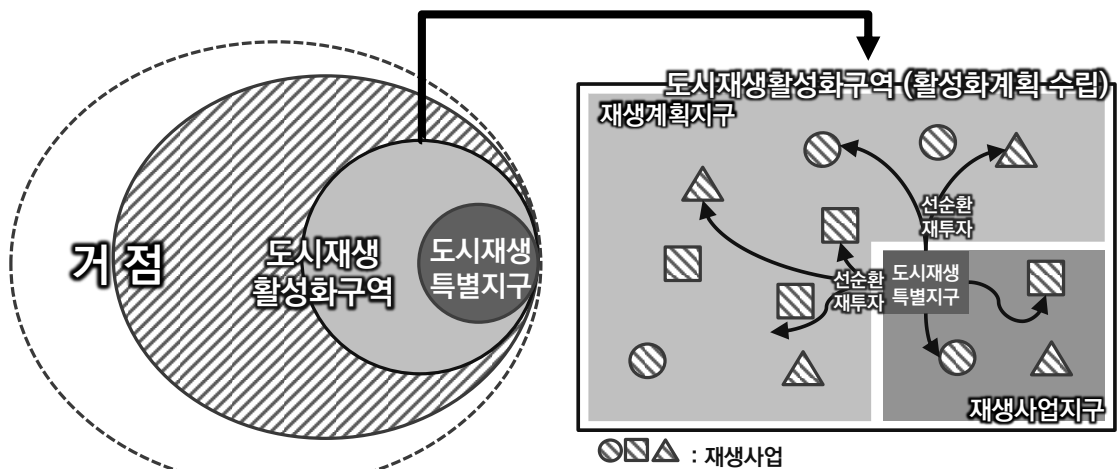 거 점
도시재생
활성화구역
도시재생
특별지구
도시재생활성화구역 (활성화계획 수립)
재생계획지구
선순환
재투자
선순환
재투자
도시재생
특별지구
재생사업지구
: 재생사업